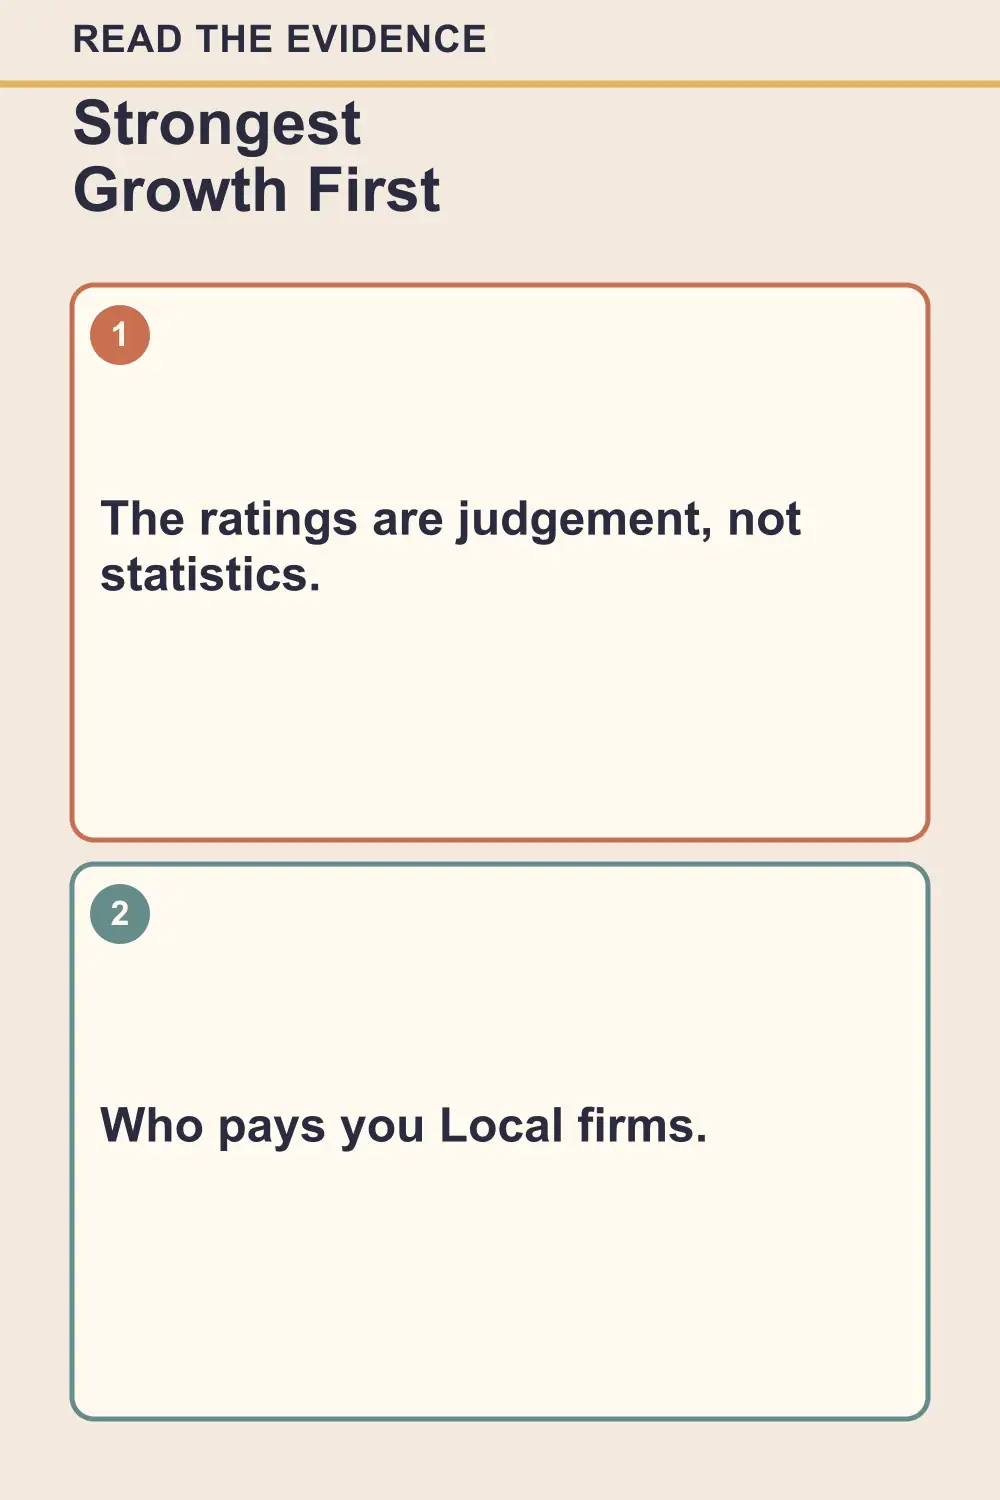 READ THE EVIDENCE
Strongest
Growth First
1
The ratings are judgement, not
statistics.
2
Who pays you Local firms.